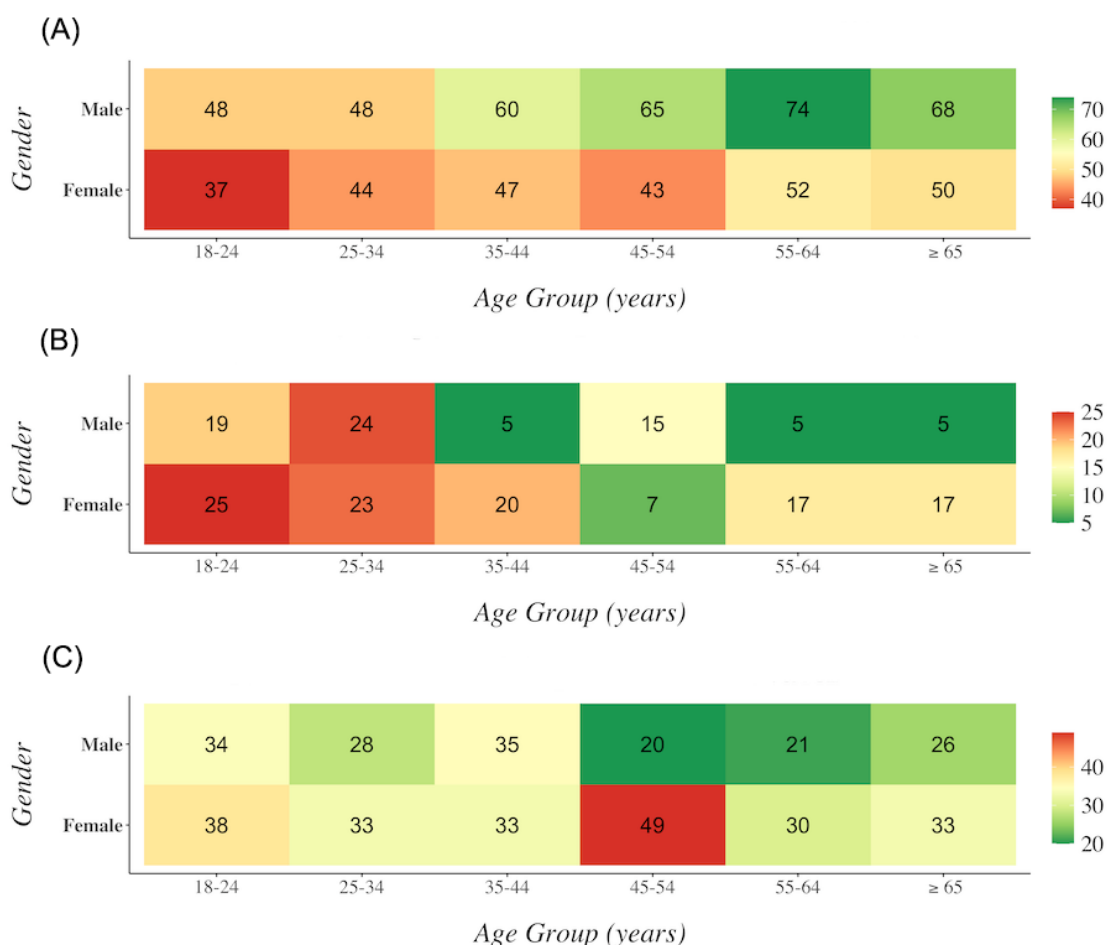 (A)
Gender
Male 48 48 60 65 74 68
Female 37 44 47 43 52 50
18-24 25-34 35-44 45-54 55-64 ≥ 65
Age Group (years)
70
60
50
40
(B)
Gender
Male 19 24 5 15 5 5
Female 25 23 20 7 17 17
18-24 25-34 35-44 45-54 55-64 ≥ 65
Age Group (years)
25
20
15
10
5
(C)
Gender
Male 34 28 35 20 21 26
Female 38 33 33 49 30 33
18-24 25-34 35-44 45-54 55-64 ≥ 65
Age Group (years)
40
30
20